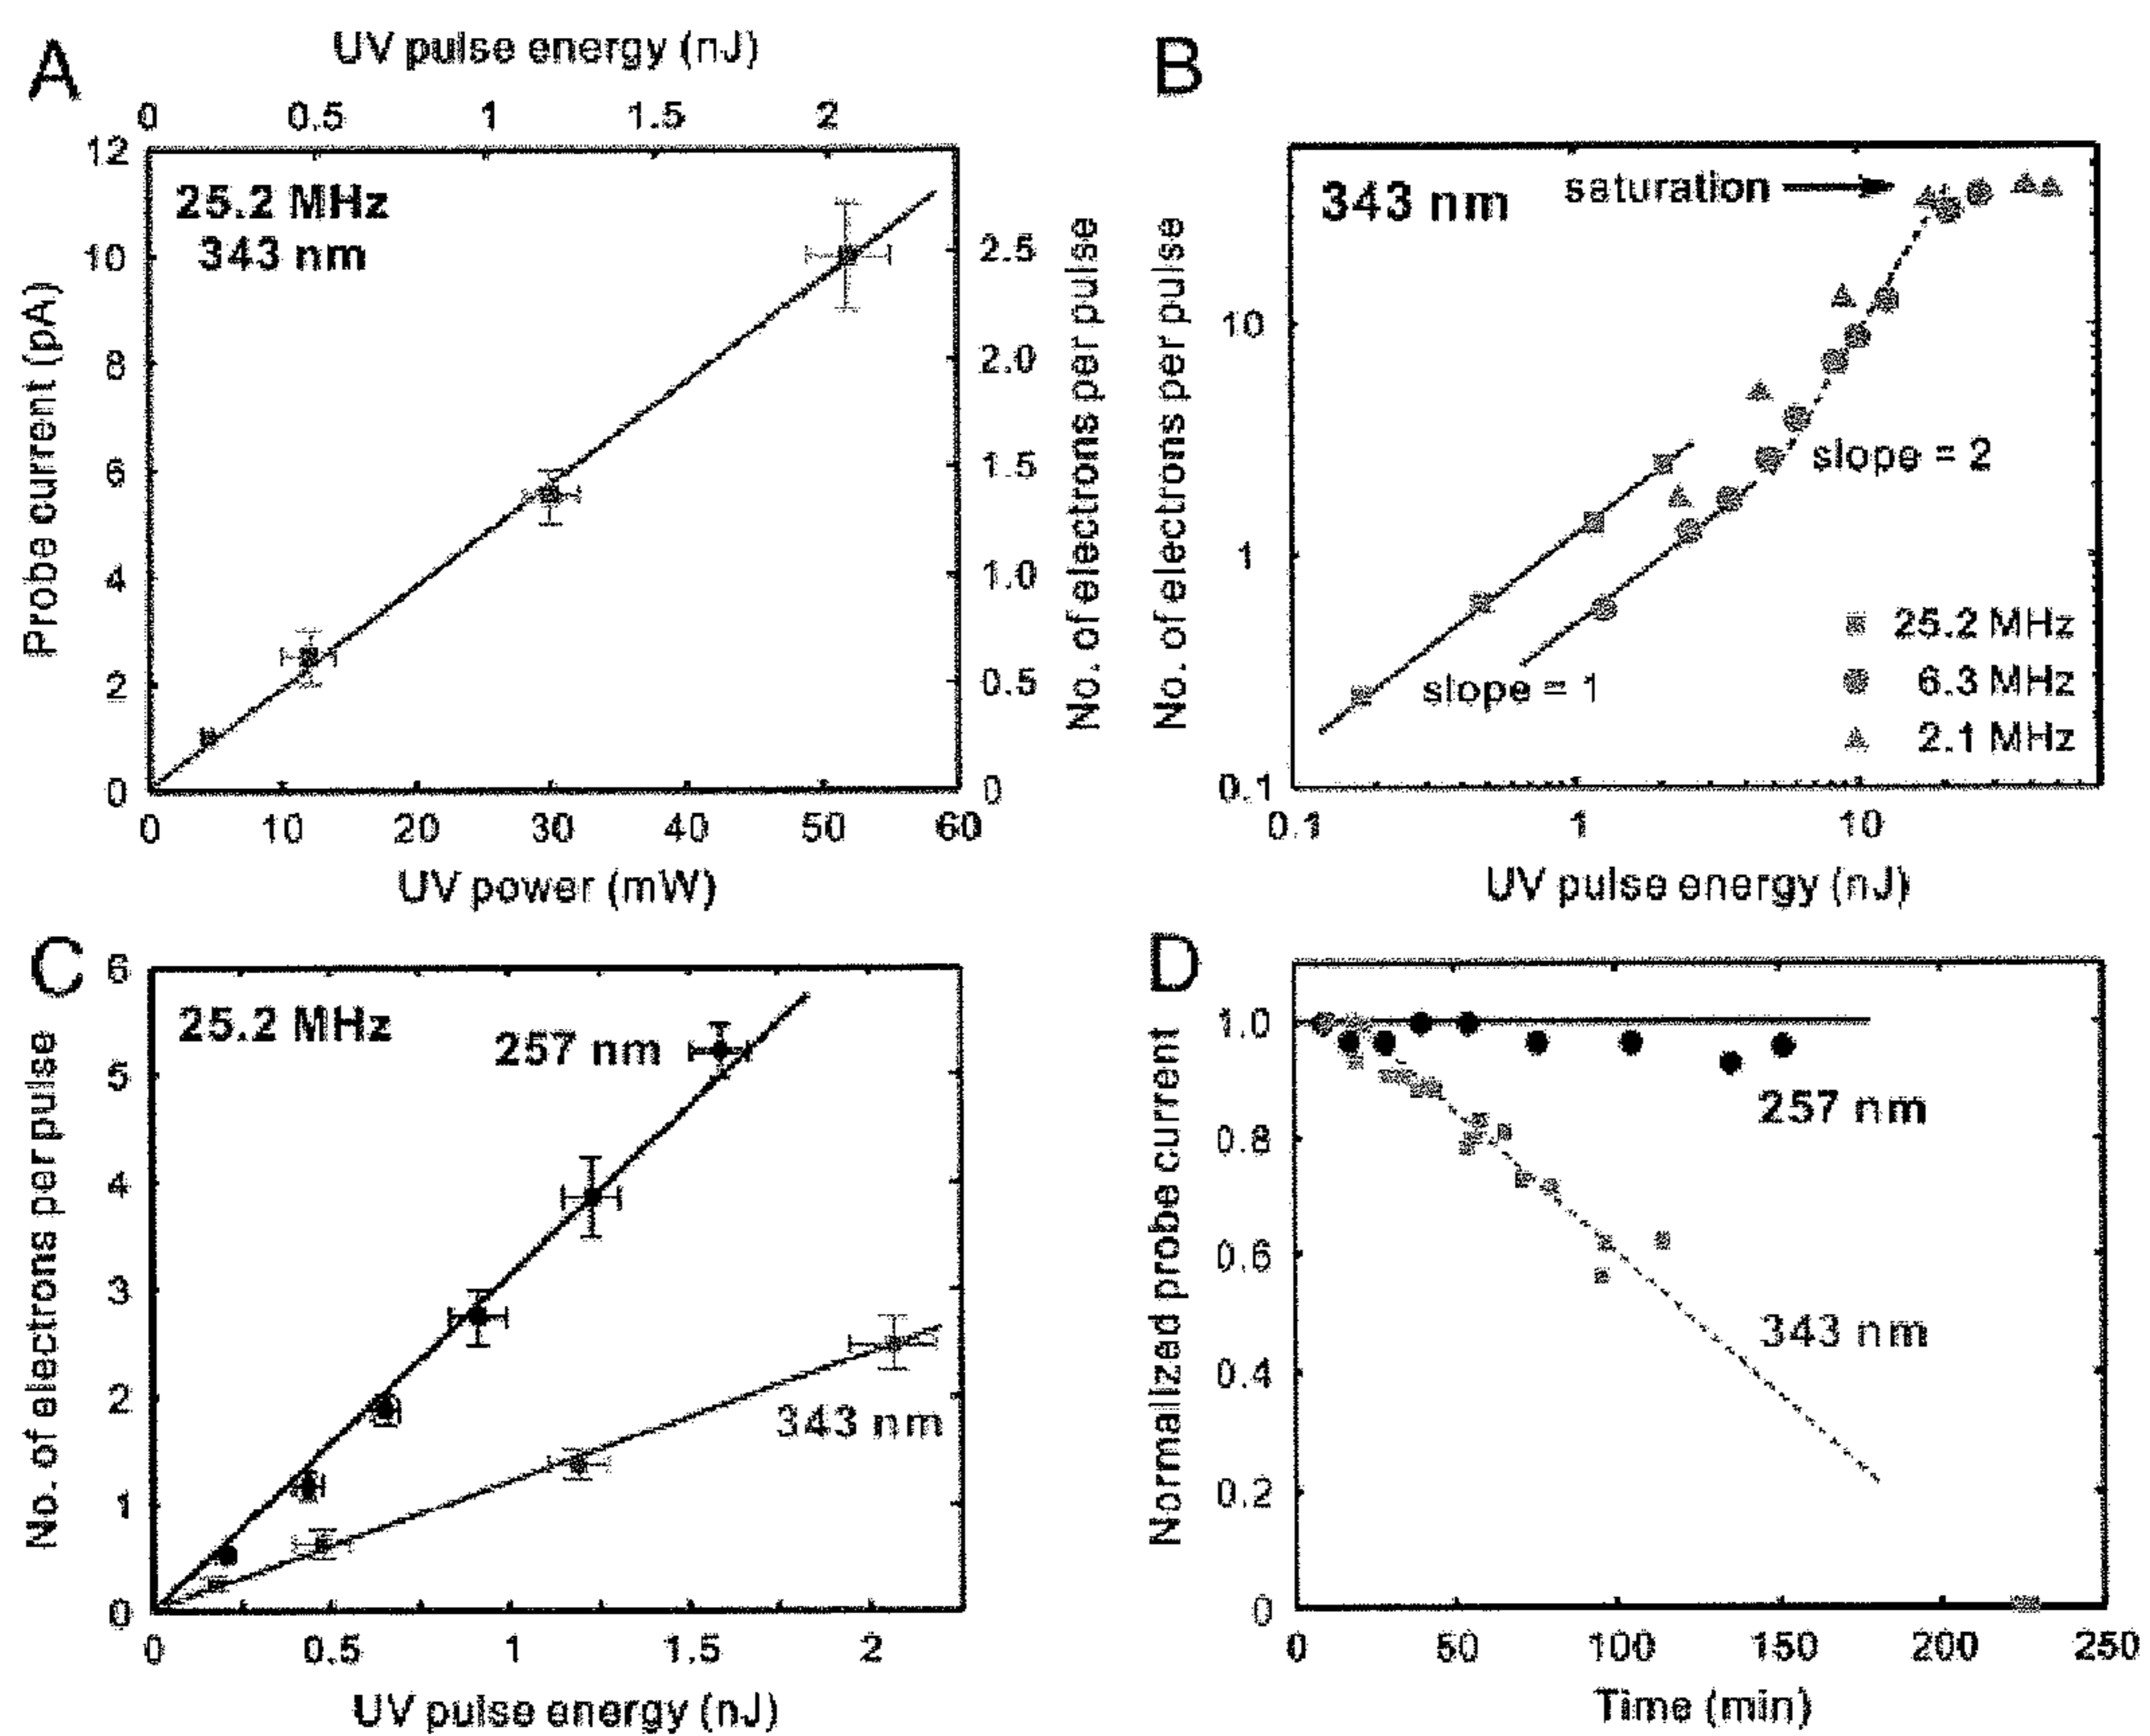 A
UV pulse energy (nJ)
0 0.5 1 1.5 2
12
10
8
6
4
2
0
Probe current (pA)
25.2 MHz
343 nm
2.5
2.0
1.5
1.0
0.5
0
No. of electrons per pulse
0 10 20 30 40 50 60
UV power (mW)
B
343 nm
saturation
10
1
0.1
No. of electrons per pulse
slope = 2
slope = 1
25.2 MHz
6.3 MHz
2.1 MHz
0.1 1 10
UV pulse energy (nJ)
C
6
5
4
3
2
1
0
No. of electrons per pulse
25.2 MHz
257 nm
343 nm
0 0.5 1 1.5 2
UV pulse energy (nJ)
D
1.0
0.8
0.6
0.4
0.2
0
Normalized probe current
257 nm
343 nm
0 50 100 150 200 250
Time (min)